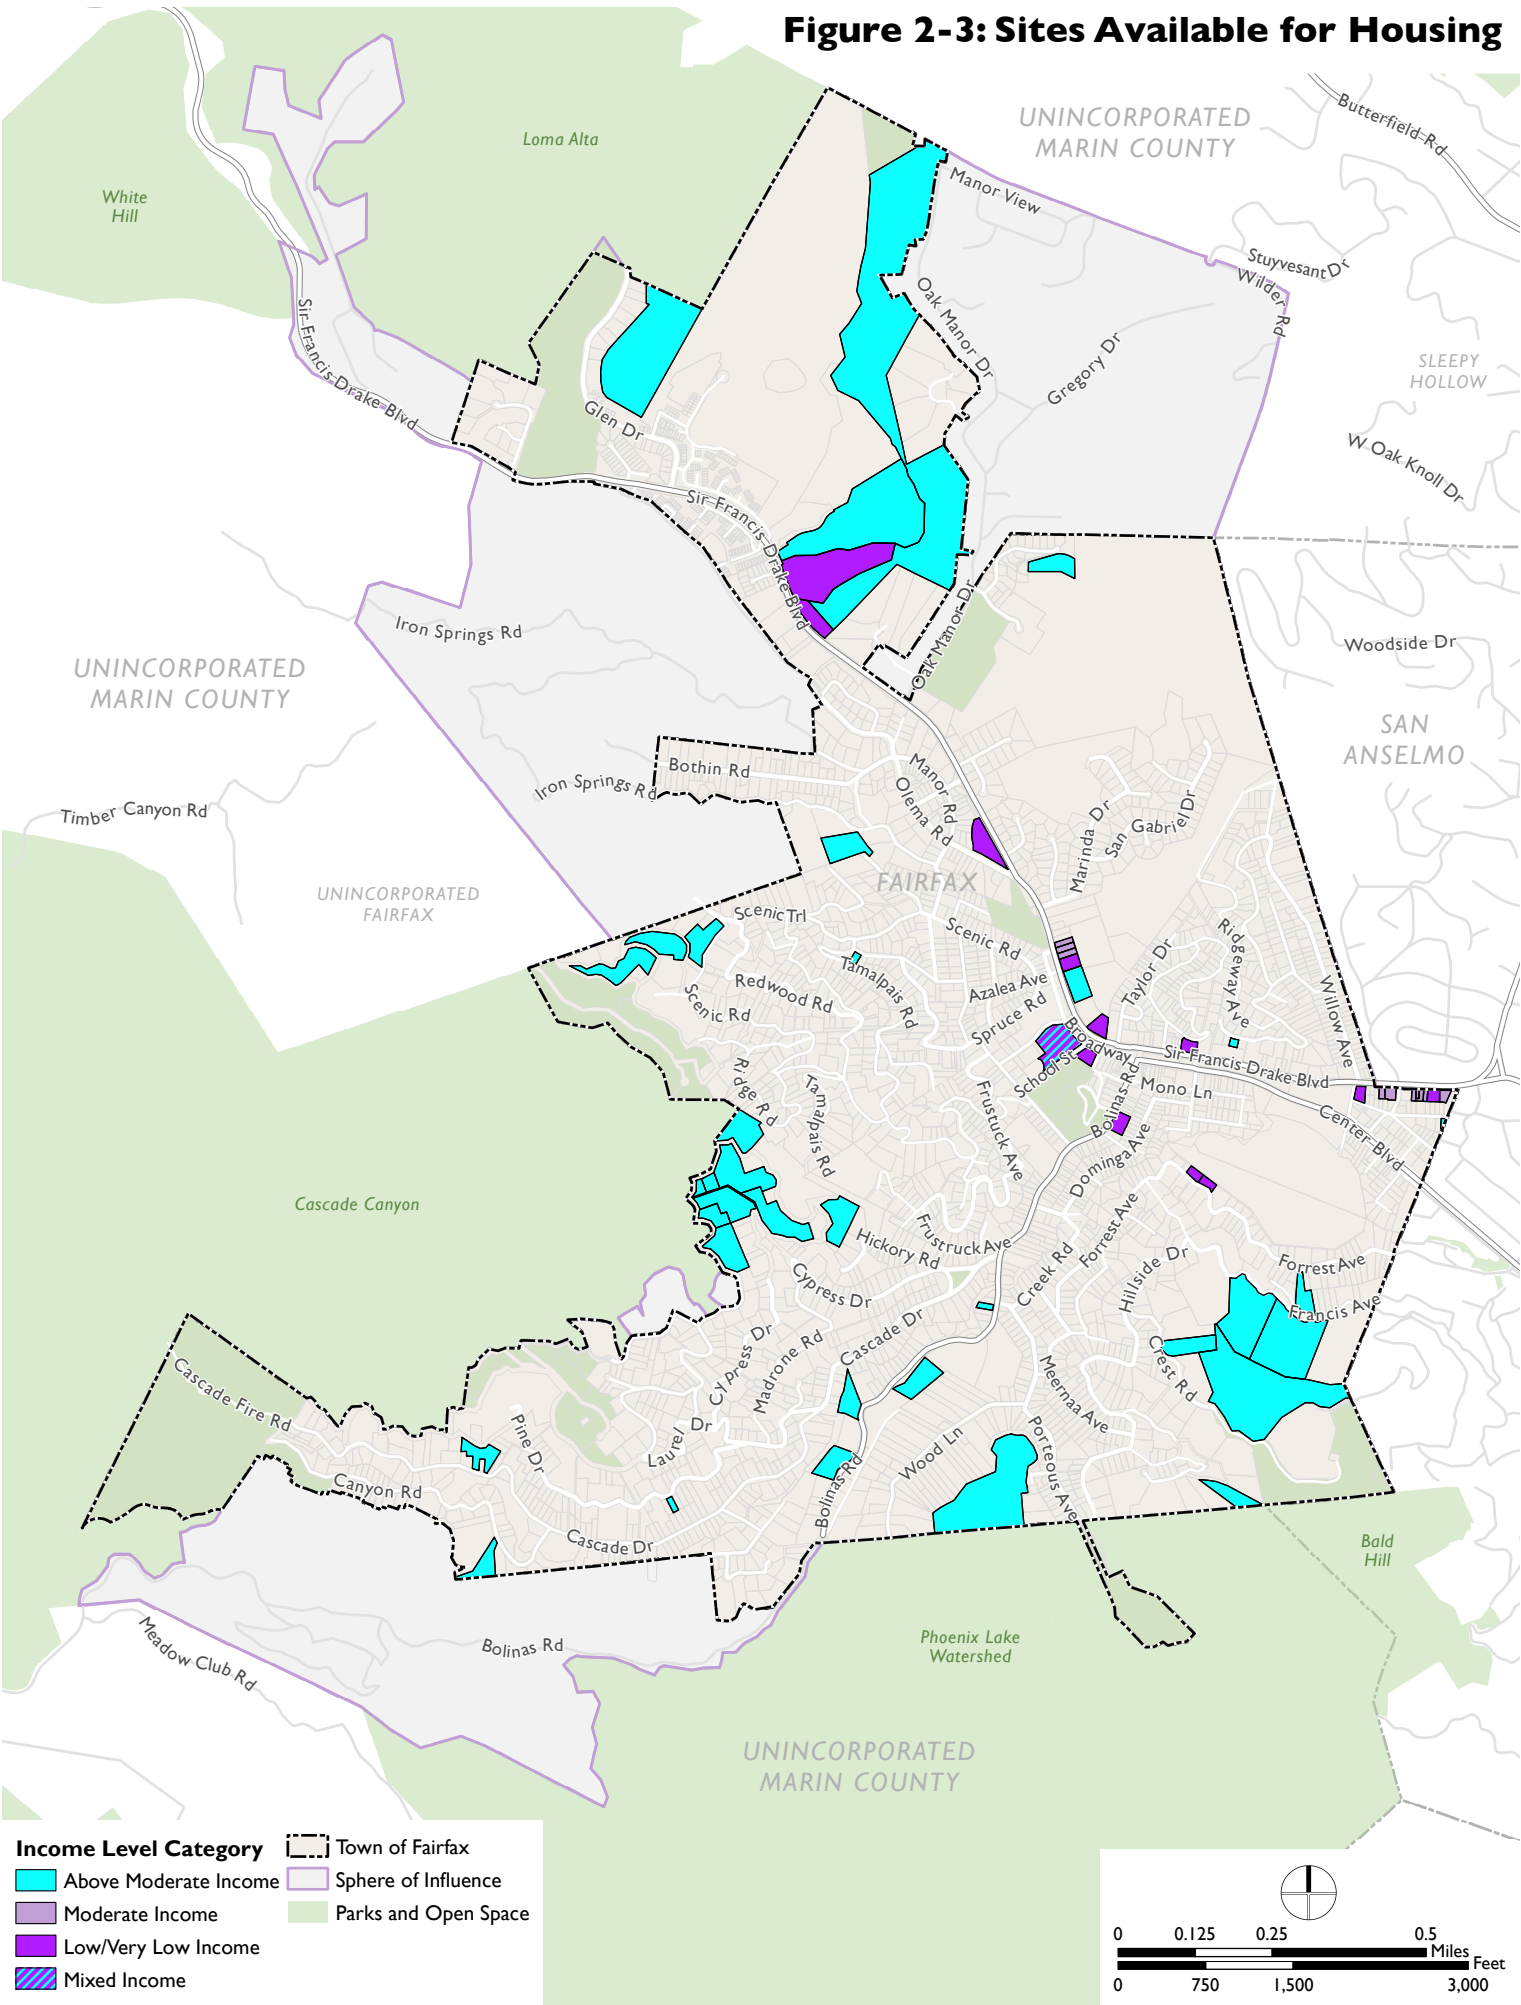 Figure 2-3: Sites Available for Housing
UNINCORPORATED
MARIN COUNTY
Butterfield Rd
Loma Alta
White
Hill
Manor View
Stuyvesant Dr
Wilder Rd
Sir Francis Drake Blvd
Oak Manor Dr
Gregory Dr
SLEEPY
HOLLOW
Glen Dr
W Oak Knoll Dr
Sir Francis Drake Blvd
Iron Springs Rd
Oak Manor Dr
Woodside Dr
UNINCORPORATED
MARIN COUNTY
SAN
ANSELMO
Bothin Rd
Manor Rd
Iron Springs Rd
Olema Rd
Timber Canyon Rd
Marinda Dr
San Gabriel Dr
FAIRFAX
UNINCORPORATED
FAIRFAX
Scenic Trl
Scenic Rd
Ridgeway Ave
Taylor Dr
Tamalpais Rd
Redwood Rd
Azalea Ave
Willow Ave
Scenic Rd
Spruce Rd
Broadway
Sir Francis Drake Blvd
School St
Ridge Rd
Tamalpais Rd
Frustuck Ave
Bolinas Rd
Mono Ln
Center Blvd
Dominga Ave
Cascade Canyon
Frustruck Ave
Hickory Rd
Forrest Ave
Creek Rd
Hillside Dr
Forrest Ave
Francis Ave
Cypress Dr
Cascade Dr
Cypress Dr
Madrone Rd
Crest Rd
Meernaa Ave
Cascade Fire Rd
Pine Dr
Laurel Dr
Wood Ln
Porteous Ave
Canyon Rd
Bolinas Rd
Cascade Dr
Bald
Hill
Meadow Club Rd
Bolinas Rd
Phoenix Lake
Watershed
UNINCORPORATED
MARIN COUNTY
Income Level Category
Above Moderate Income
Moderate Income
Low/Very Low Income
Mixed Income
Town of Fairfax
Sphere of Influence
Parks and Open Space
0 0.125 0.25 0.5
Miles
Feet
0 750 1,500 3,000